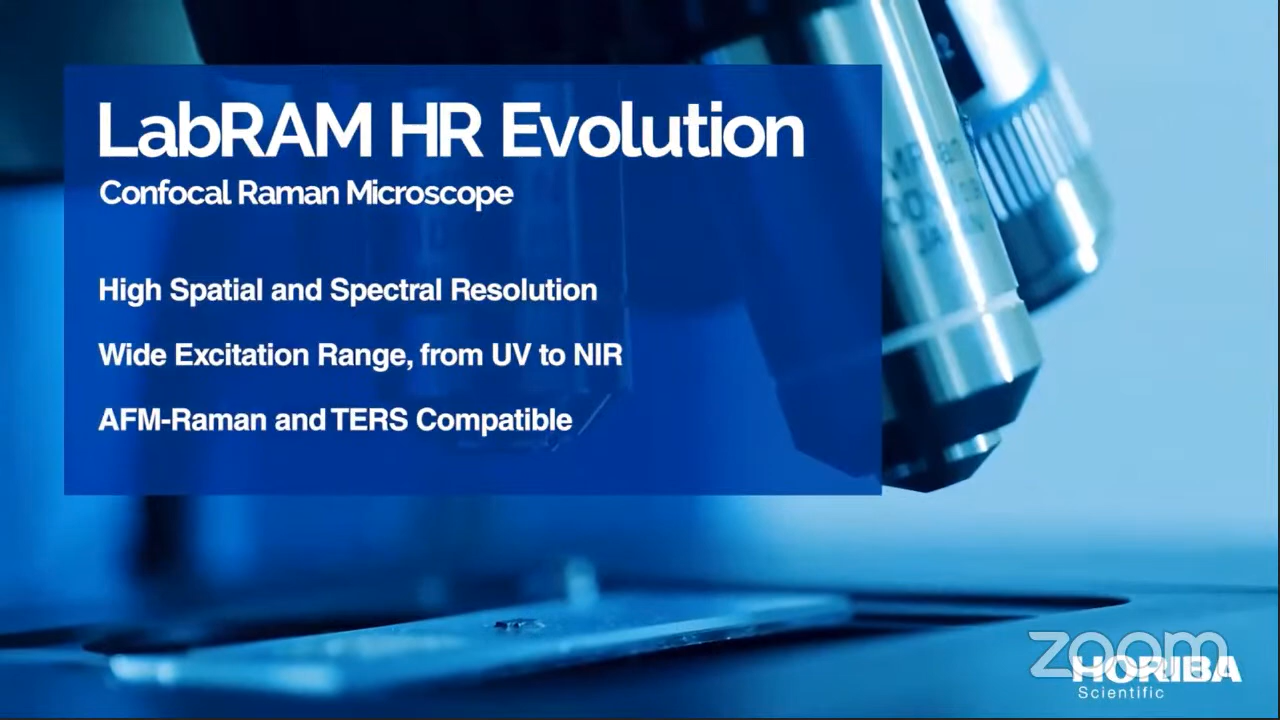 LabRAM HR Evolution
Confocal Raman Microscope
High Spatial and Spectral Resolution
Wide Excitation Range, from UV to NIR
AFM-Raman and TERS Compatible
zoom
HORIBA
Scientific